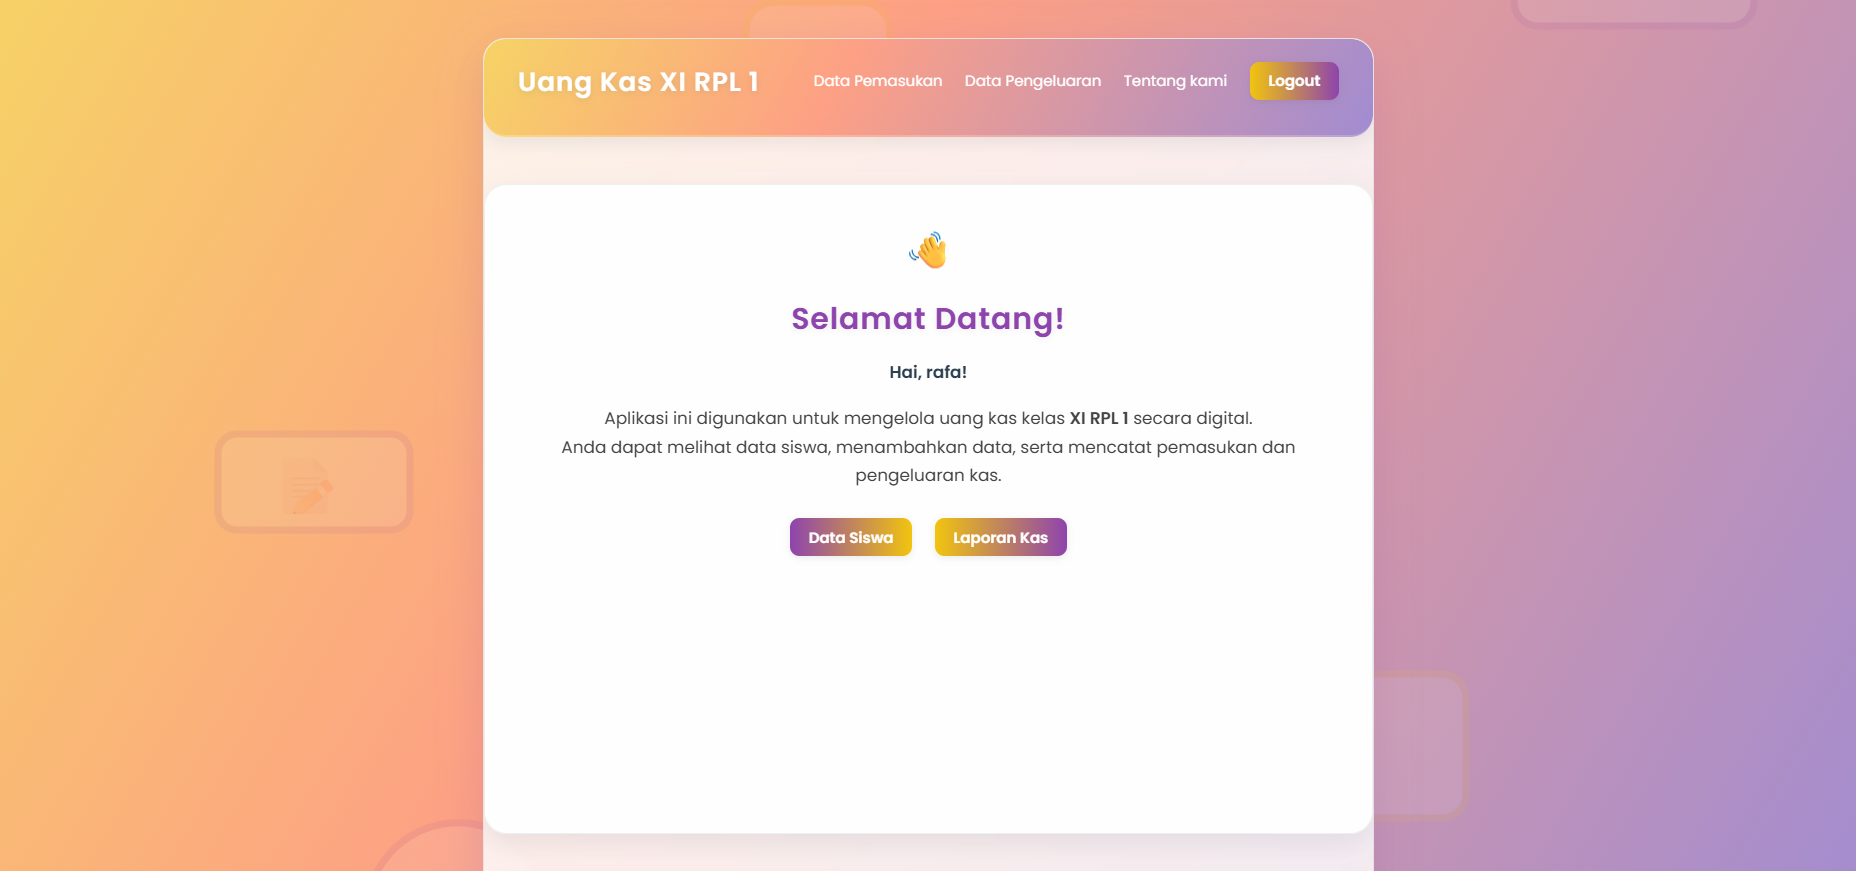 Uang Kas XI RPL 1
Data Pemasukan
Data Pengeluaran
Tentang kami
Logout
Selamat Datang!
Hai, rafa!
Aplikasi ini digunakan untuk mengelola uang kas kelas XI RPL 1 secara digital.
Anda dapat melihat data siswa, menambahkan data, serta mencatat pemasukan dan
pengeluaran kas.
Data Siswa
Laporan Kas